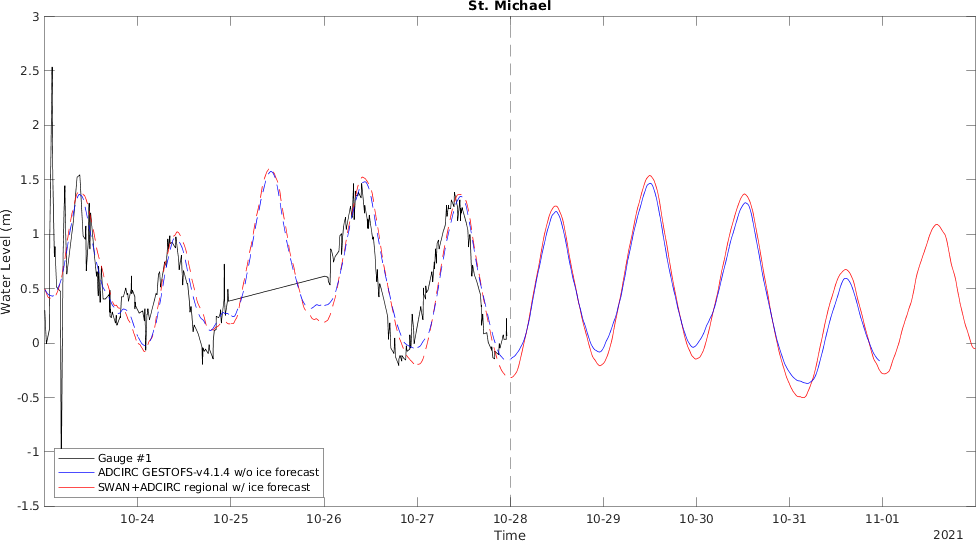 St. Michael
3
2.5
2
1.5
1
0.5
0
-0.5
-1
-1.5
Water Level (m)
Gauge #1
ADCIRC GESTOFS-v4.1.4 w/o ice forecast
SWAN+ADCIRC regional w/ ice forecast
10-24 10-25 10-26 10-27 10-28 10-29 10-30 10-31 11-01
Time
2021